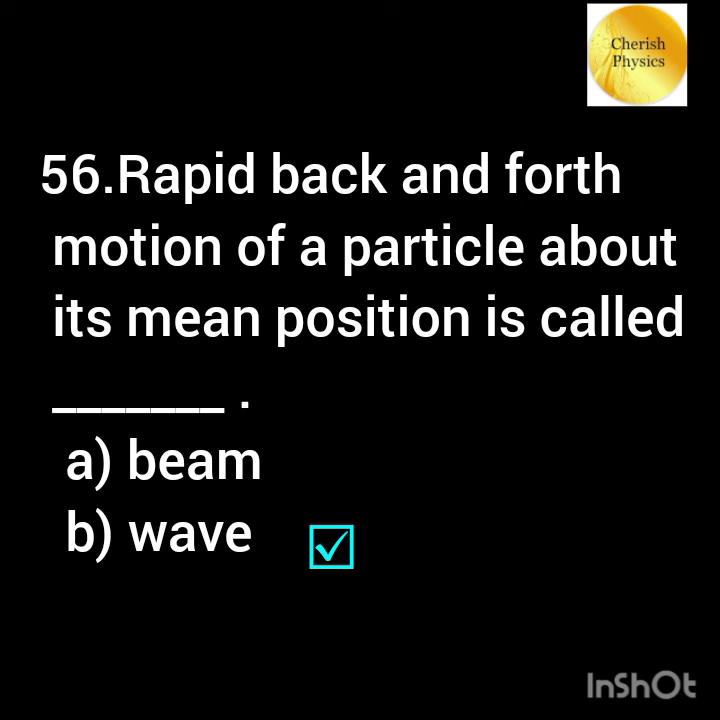 Cherish
Physics
56.Rapid back and forth
motion of a particle about
its mean position is called
_______ .
a) beam
b) wave ☑
InShOt